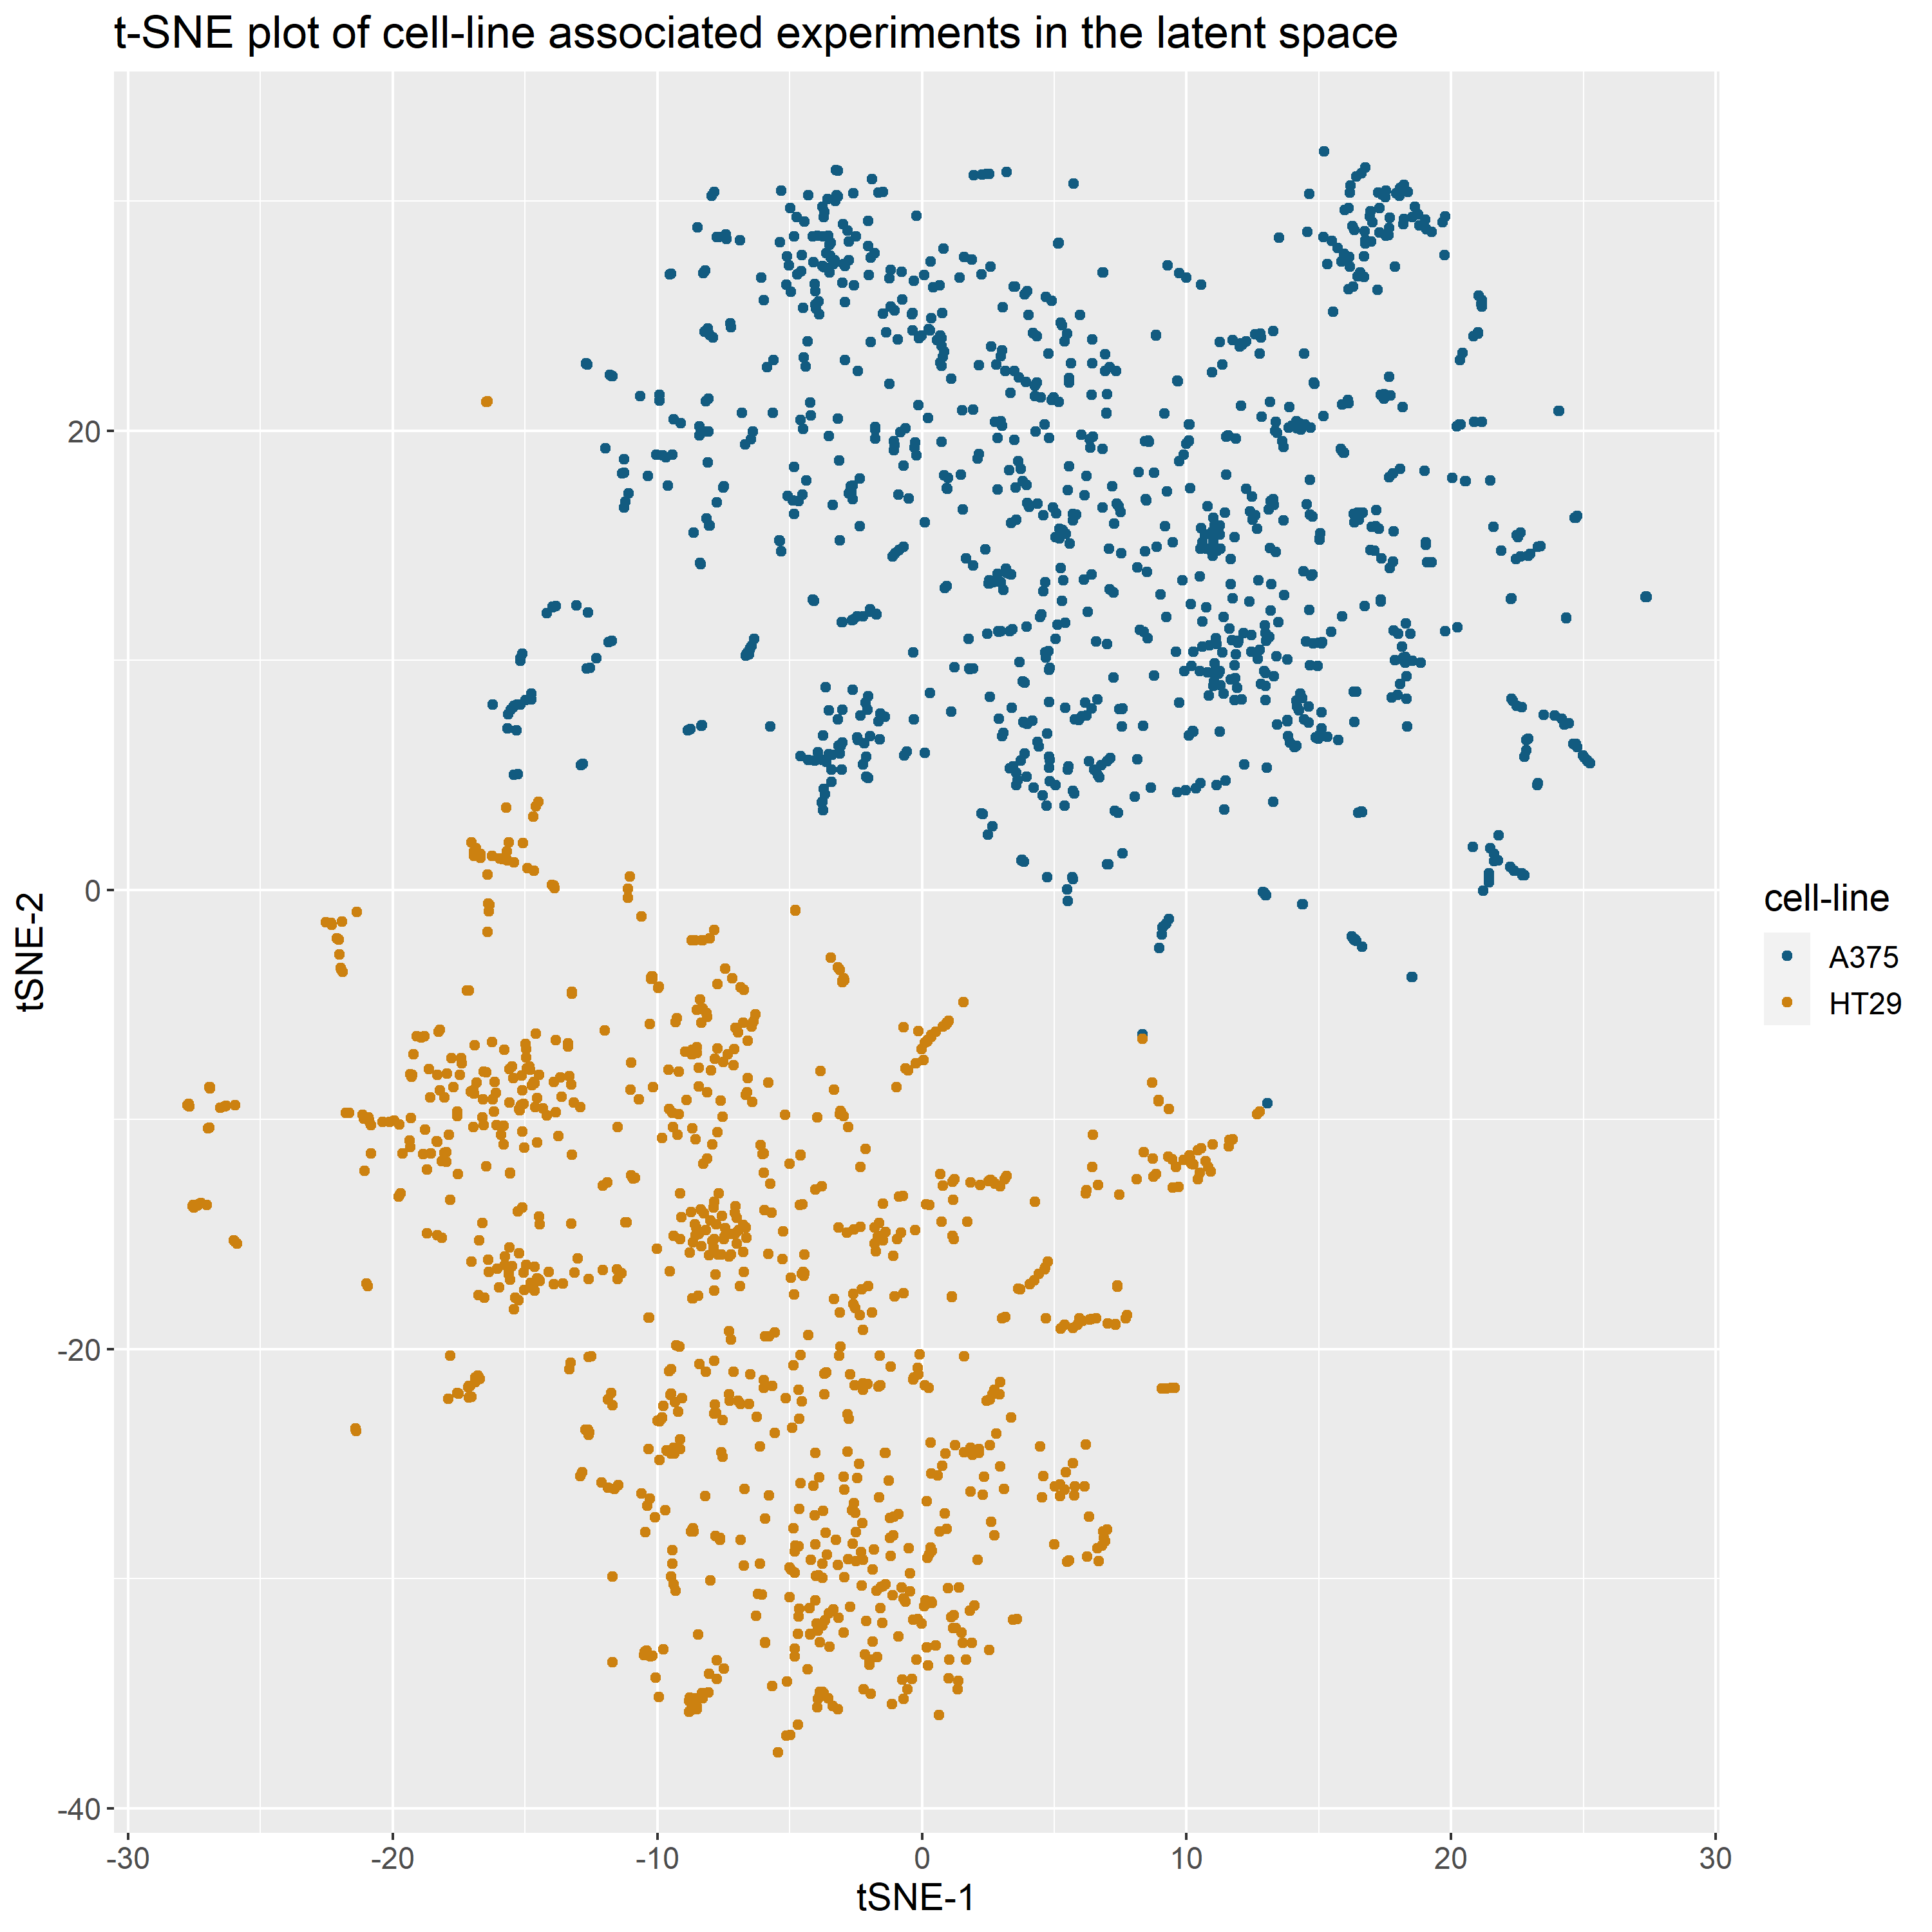 t-SNE plot of cell-line associated experiments in the latent space
tSNE-2
20
0
-20
-40
-30
-20
-10
0
10
20
30
tSNE-1
cell-line
A375
HT29